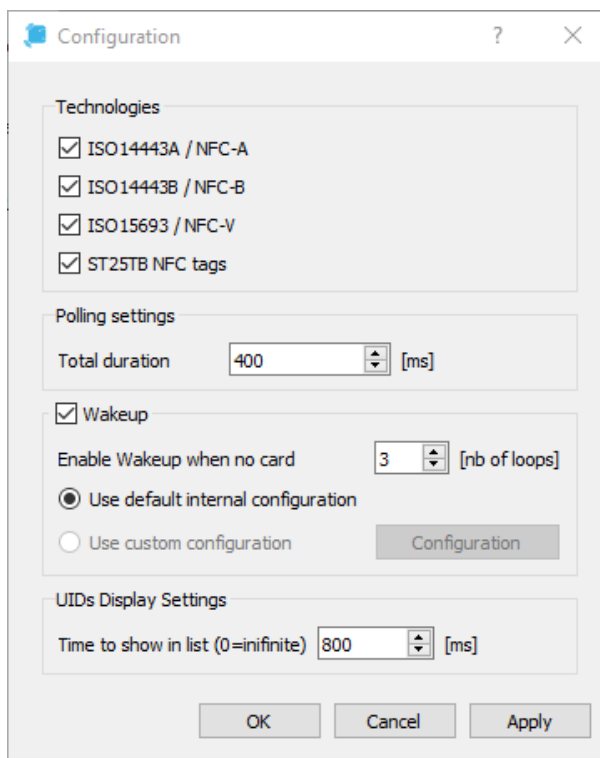 Configuration ?
Technologies
ISO14443A / NFC-A
ISO14443B / NFC-B
ISO15693 / NFC-V
ST25TB NFC tags
Polling settings
Total duration 400 [ms]
Wakeup
Enable Wakeup when no card 3 [nb of loops]
Use default internal configuration
Use custom configuration Configuration
UIDs Display Settings
Time to show in list (0=inifinite) 800 [ms]
OK Cancel Apply